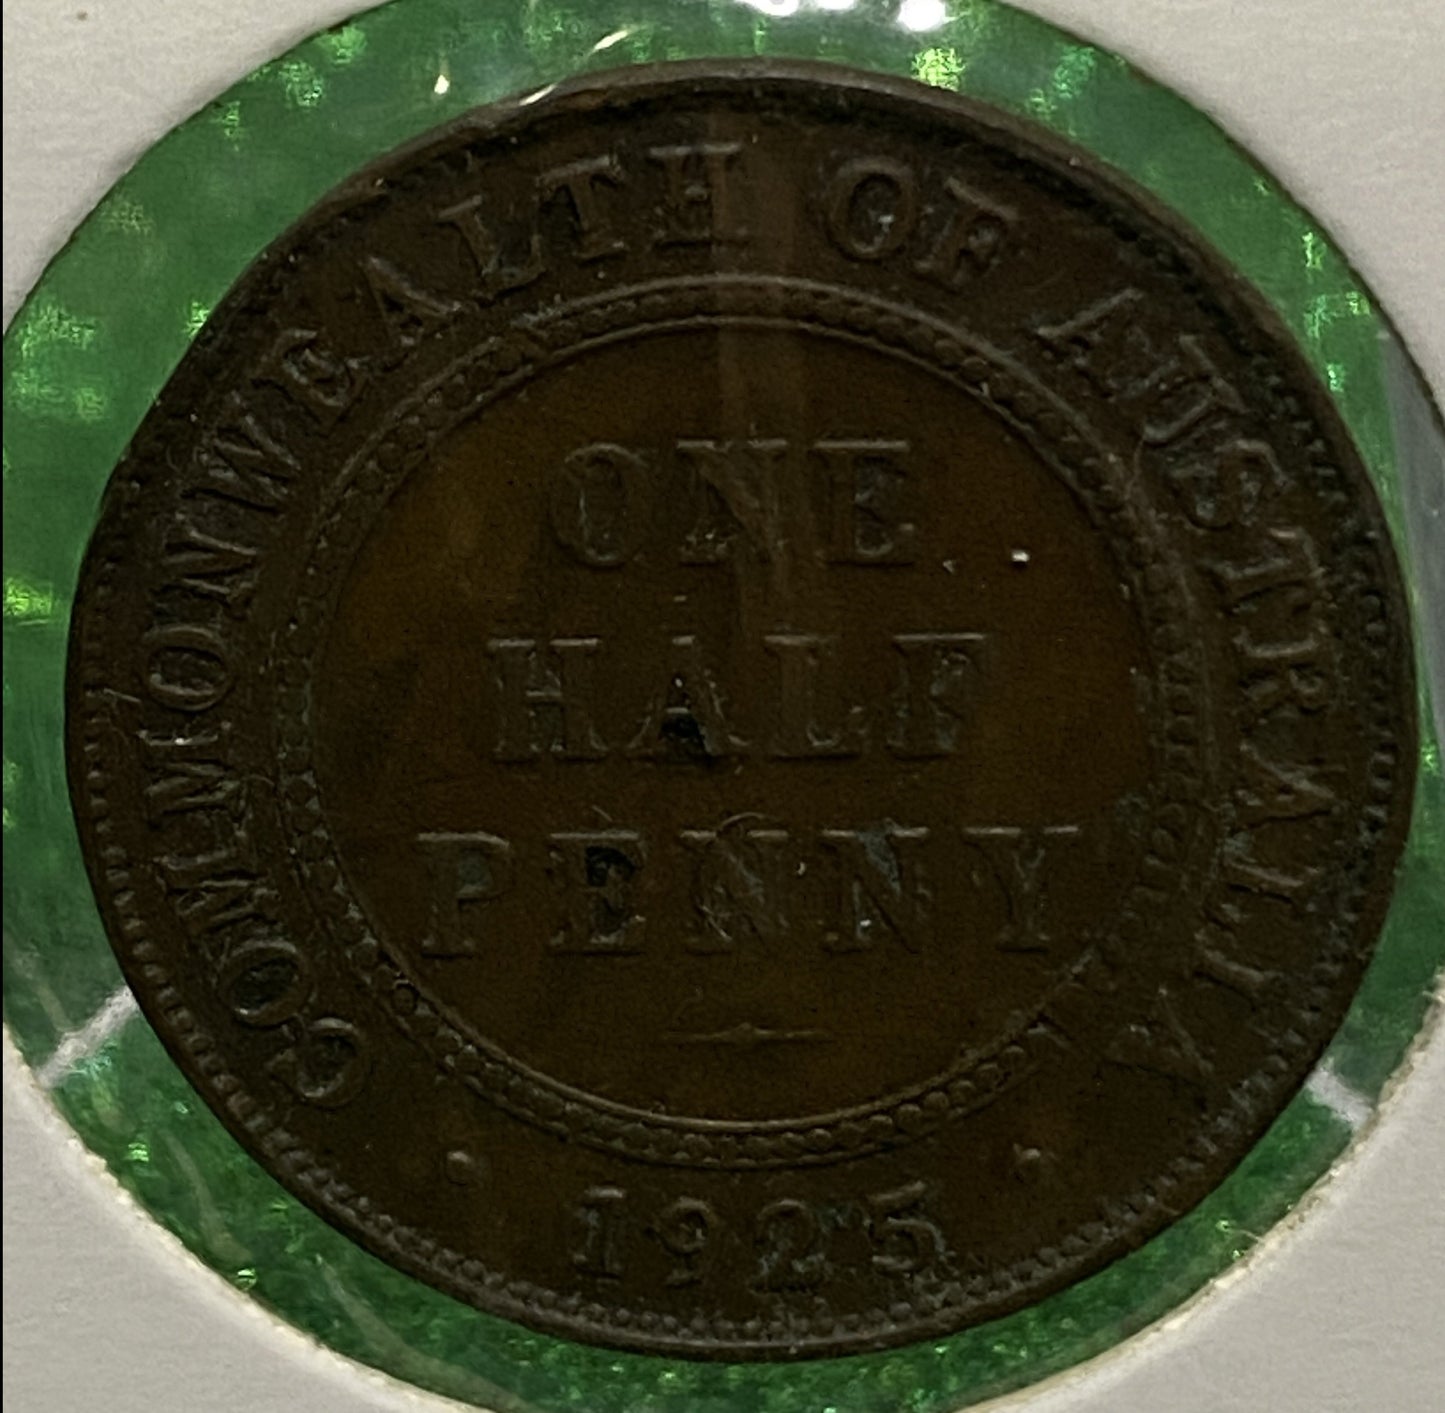 COMMONWEALTH OF AUSTRALIA
ONE
HALF
PENNY
1925